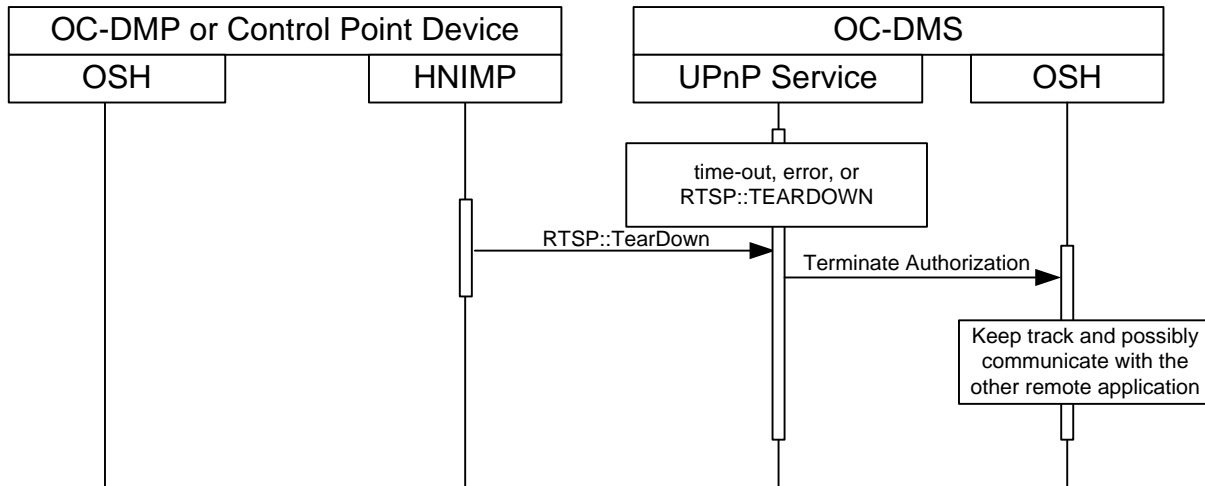 OC-DMP or Control Point Device
OC-DMS
OSH
HNIMP
UPnP Service
OSH
time-out, error, or
RTSP::TEARDOWN
RTSP::TearDown
Terminate Authorization
Keep track and possibly
communicate with the
other remote application